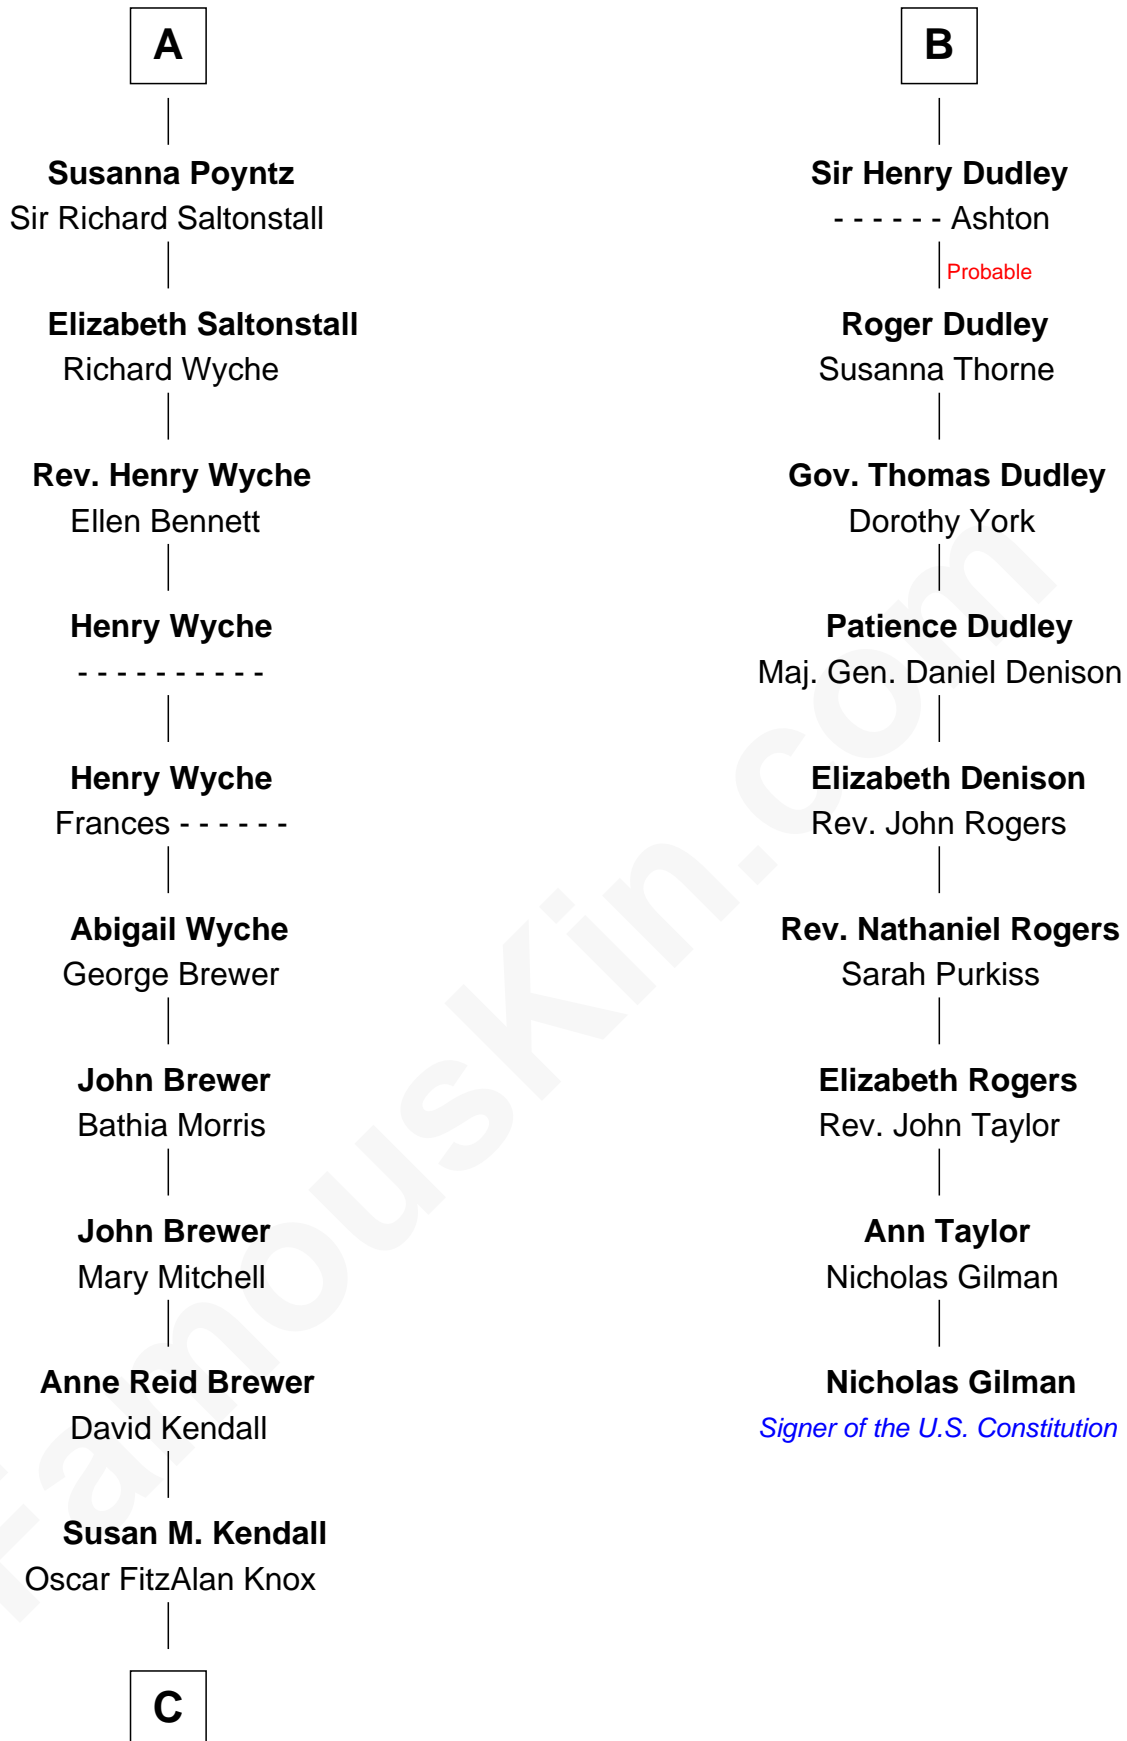 A
Susanna Poyntz
Sir Richard Saltonstall
Elizabeth Saltonstall
Richard Wyche
Rev. Henry Wyche
Ellen Bennett
Henry Wyche
- - - - - - - - - -
Henry Wyche
Frances - - - - - -
Abigail Wyche
George Brewer
John Brewer
Bathia Morris
John Brewer
Mary Mitchell
Anne Reid Brewer
David Kendall
Susan M. Kendall
Oscar FitzAlan Knox
C
B
Sir Henry Dudley
- - - - - - Ashton
Probable
Roger Dudley
Susanna Thorne
Gov. Thomas Dudley
Dorothy York
Patience Dudley
Maj. Gen. Daniel Denison
Elizabeth Denison
Rev. John Rogers
Rev. Nathaniel Rogers
Sarah Purkiss
Elizabeth Rogers
Rev. John Taylor
Ann Taylor
Nicholas Gilman
Nicholas Gilman
Signer of the U.S. Constitution
FamousKin.com